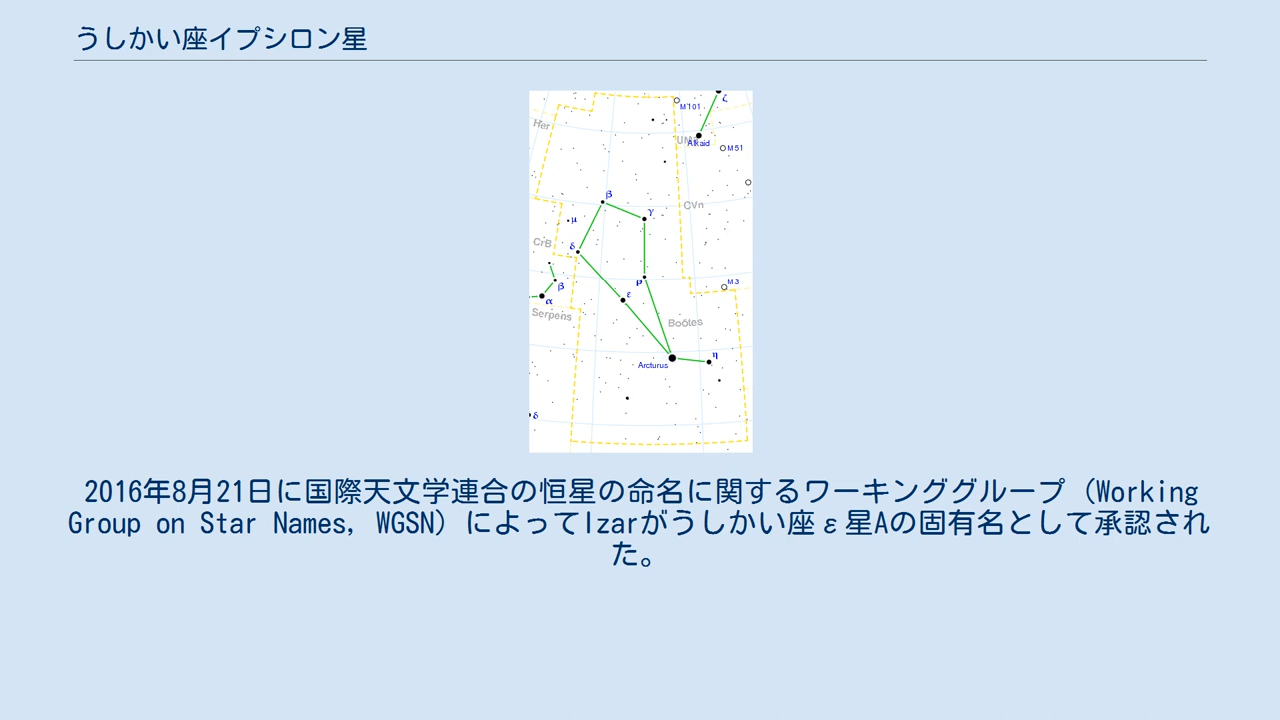 うしかい座イプシロン星
M101
ζ
Her
UMa
Alkaid
M51
β
γ
CVn
μ
CrB
δ
β
ρ
M3
α
ε
Serpens
Boötes
η
Arcturus
δ
2016年8月21日に国際天文学連合の恒星の命名に関するワーキンググループ（Working
Group on Star Names, WGSN）によってIzarがうしかい座ε星Aの固有名として承認され
た。